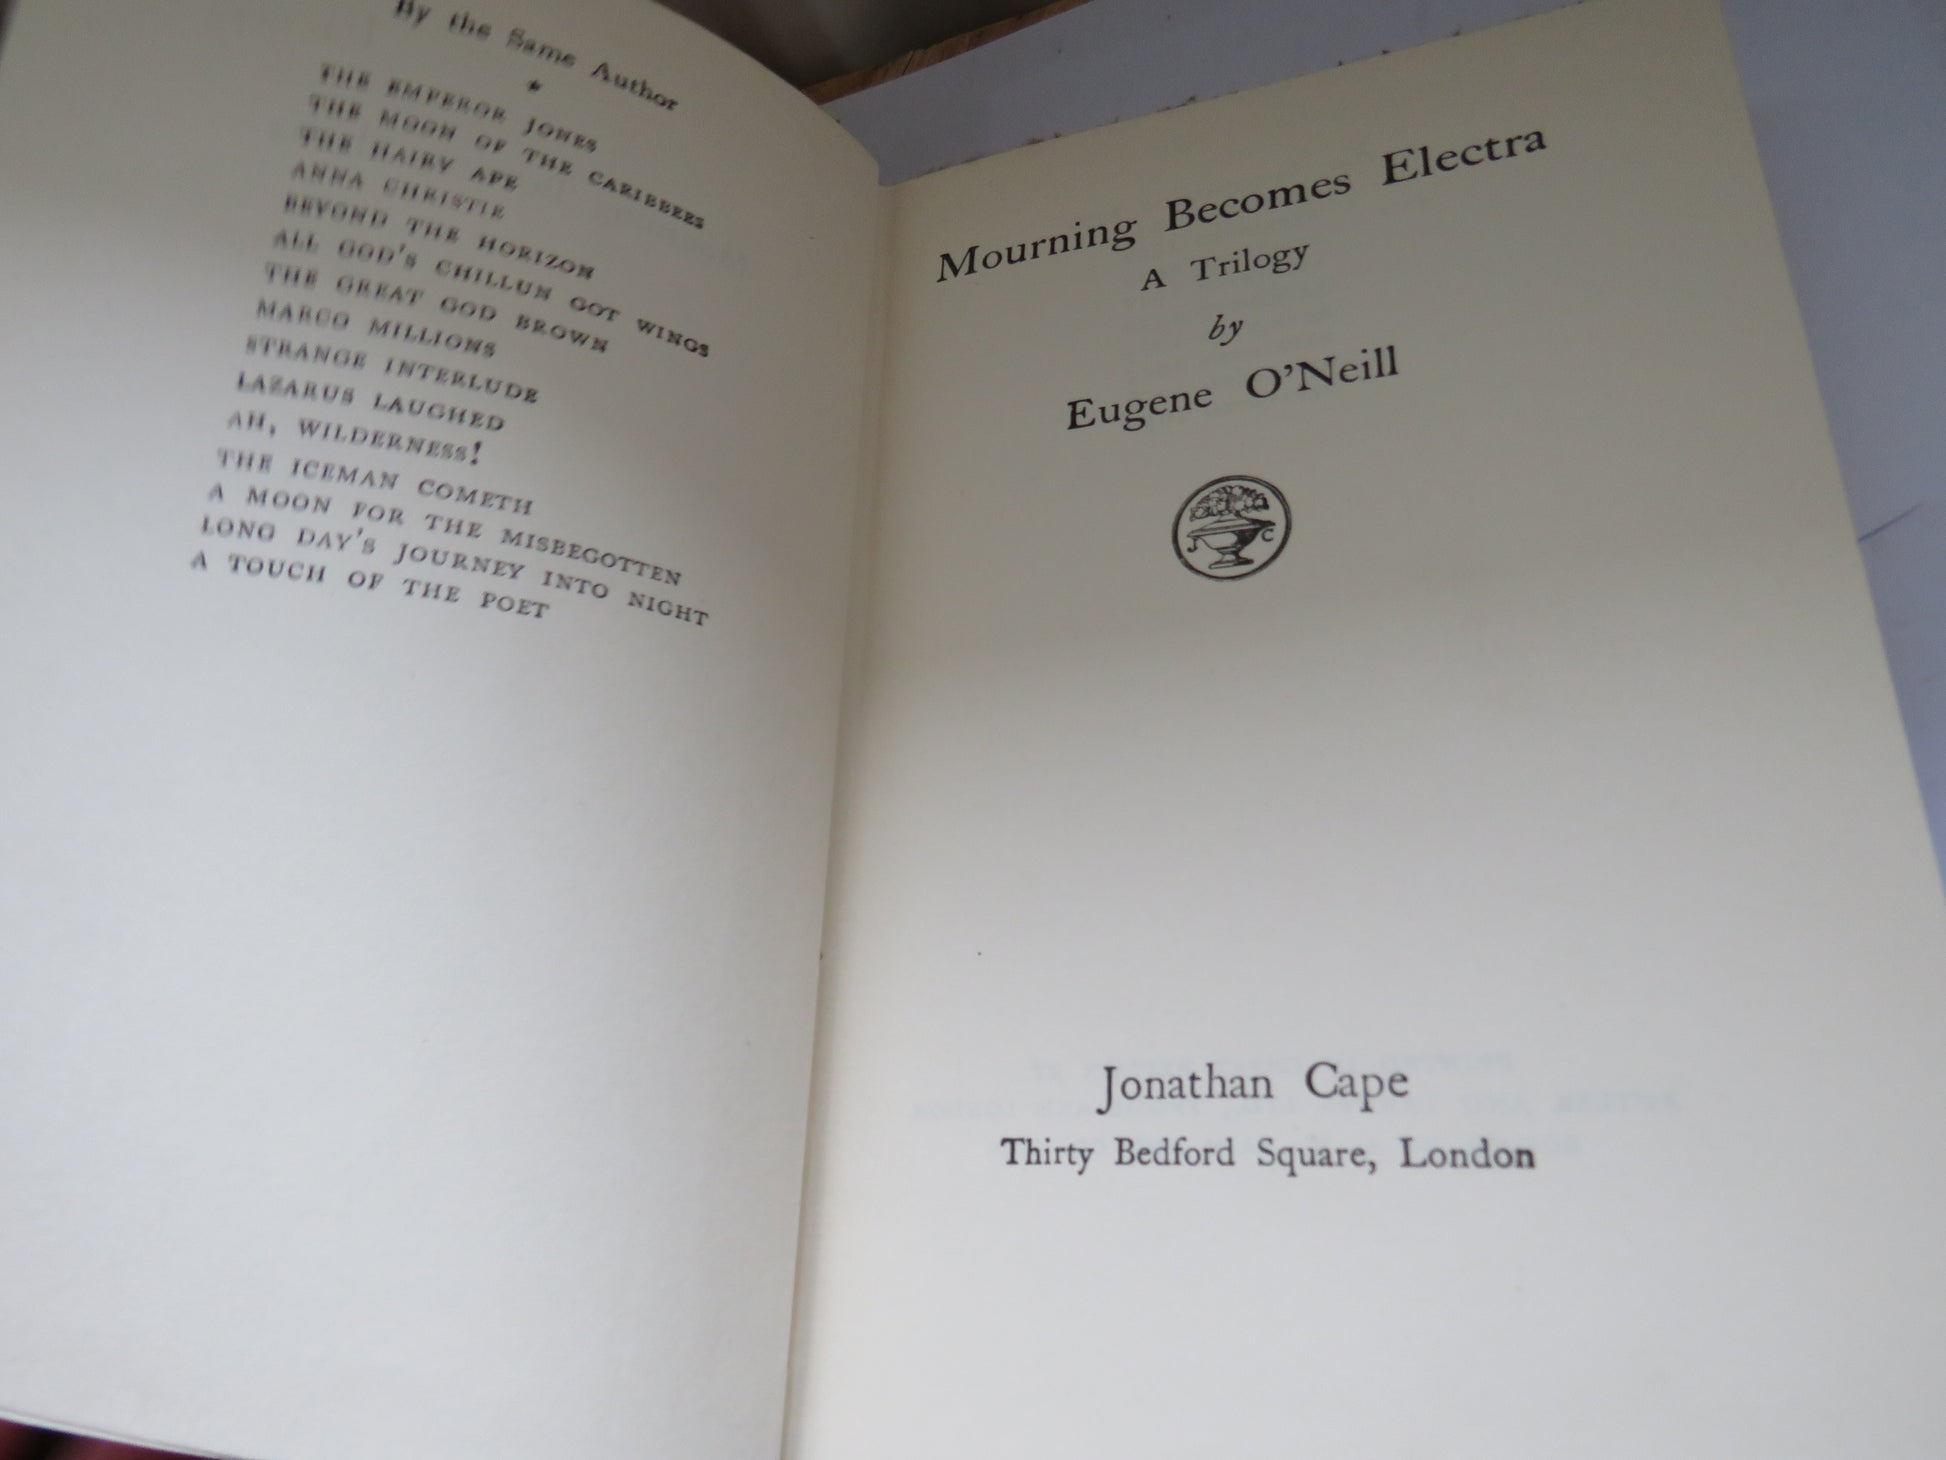 By the Same Author
*
THE EMPEROR JONES
THE MOON OF THE CARIBBEES
THE HAIRY APE
ANNA CHRISTIE
BEYOND THE HORIZON
ALL GOD'S CHILLUN GOT WINGS
THE GREAT GOD BROWN
MARCO MILLIONS
STRANGE INTERLUDE
LAZARUS LAUGHED
AH, WILDERNESS!
THE ICEMAN COMETH
A MOON FOR THE MISBEGOTTEN
LONG DAY'S JOURNEY INTO NIGHT
A TOUCH OF THE POET
Mourning Becomes Electra
A Trilogy
by
Eugene O'Neill
J C
Jonathan Cape
Thirty Bedford Square, London